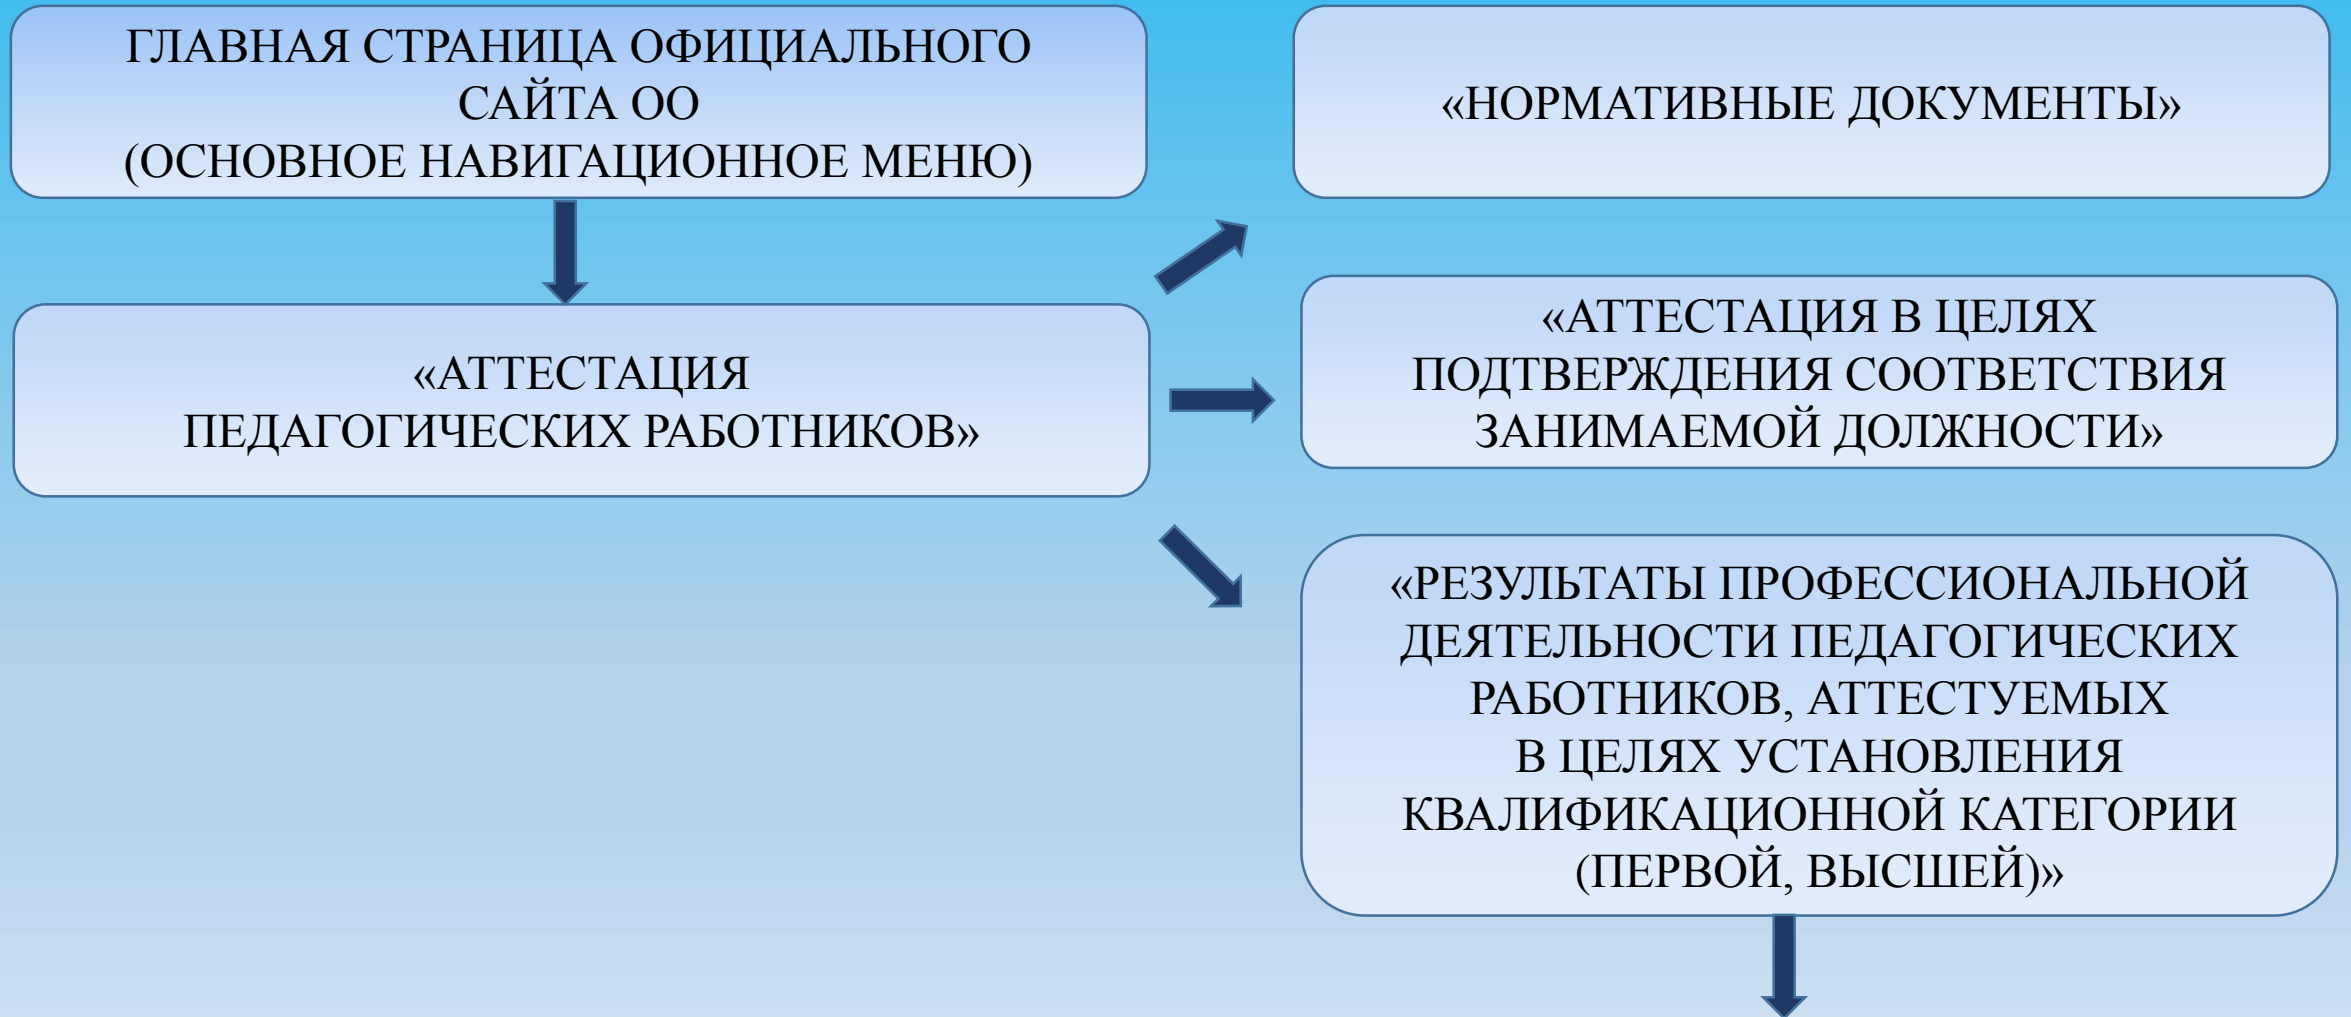 ГЛАВНАЯ СТРАНИЦА ОФИЦИАЛЬНОГО
САЙТА ОО
(ОСНОВНОЕ НАВИГАЦИОННОЕ МЕНЮ)
«АТТЕСТАЦИЯ
ПЕДАГОГИЧЕСКИХ РАБОТНИКОВ»
«НОРМАТИВНЫЕ ДОКУМЕНТЫ»
«АТТЕСТАЦИЯ В ЦЕЛЯХ
ПОДТВЕРЖДЕНИЯ СООТВЕТСТВИЯ
ЗАНИМАЕМОЙ ДОЛЖНОСТИ»
«РЕЗУЛЬТАТЫ ПРОФЕССИОНАЛЬНОЙ
ДЕЯТЕЛЬНОСТИ ПЕДАГОГИЧЕСКИХ
РАБОТНИКОВ, АТТЕСТУЕМЫХ
В ЦЕЛЯХ УСТАНОВЛЕНИЯ
КВАЛИФИКАЦИОННОЙ КАТЕГОРИИ
(ПЕРВОЙ, ВЫСШЕЙ)»